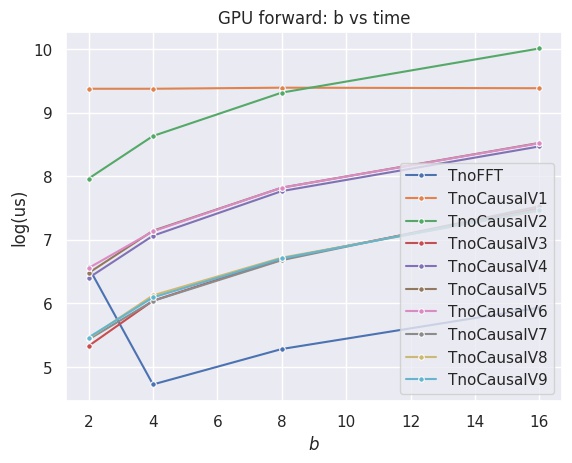 GPU forward: b vs time
log(us)
10
9
8
7
6
5
TnoFFT
TnoCausalV1
TnoCausalV2
TnoCausalV3
TnoCausalV4
TnoCausalV5
TnoCausalV6
TnoCausalV7
TnoCausalV8
TnoCausalV9
2 4 6 8 10 12 14 16
b